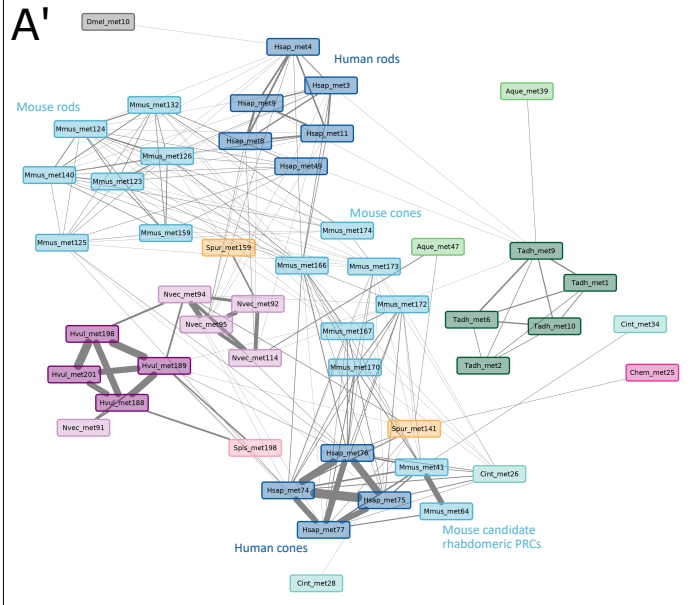 A'
Dmel_met10
Hsap_met4
Human rods
Hsap_met3
Aque_met39
Mouse rods
Mmus_met132
Hsap_met9
Mmus_met124
Hsap_met11
Hsap_met8
Mmus_met126
Hsap_met49
Mmus_met140
Mmus_met123
Mouse cones
Mmus_met174
Mmus_met159
Mmus_met125
Spur_met159
Aque_met47
Tadh_met9
Mmus_met166
Mmus_met173
Tadh_met1
Nvec_met94
Nvec_met92
Mmus_met172
Tadh_met6
Nvec_met95
Tadh_met10
Cint_met34
Hvul_met198
Mmus_met167
Nvec_met114
Hvul_met189
Mmus_met170
Tadh_met2
Hvul_met201
Chem_met25
Hvul_met188
Nvec_met91
Spur_met141
Spis_met198
Hsap_met76
Mmus_met41
Cint_met26
Hsap_met74
Hsap_met75
Mmus_met64
Hsap_met77
Mouse candidate
rhabdomeric PRCs
Human cones
Cint_met28